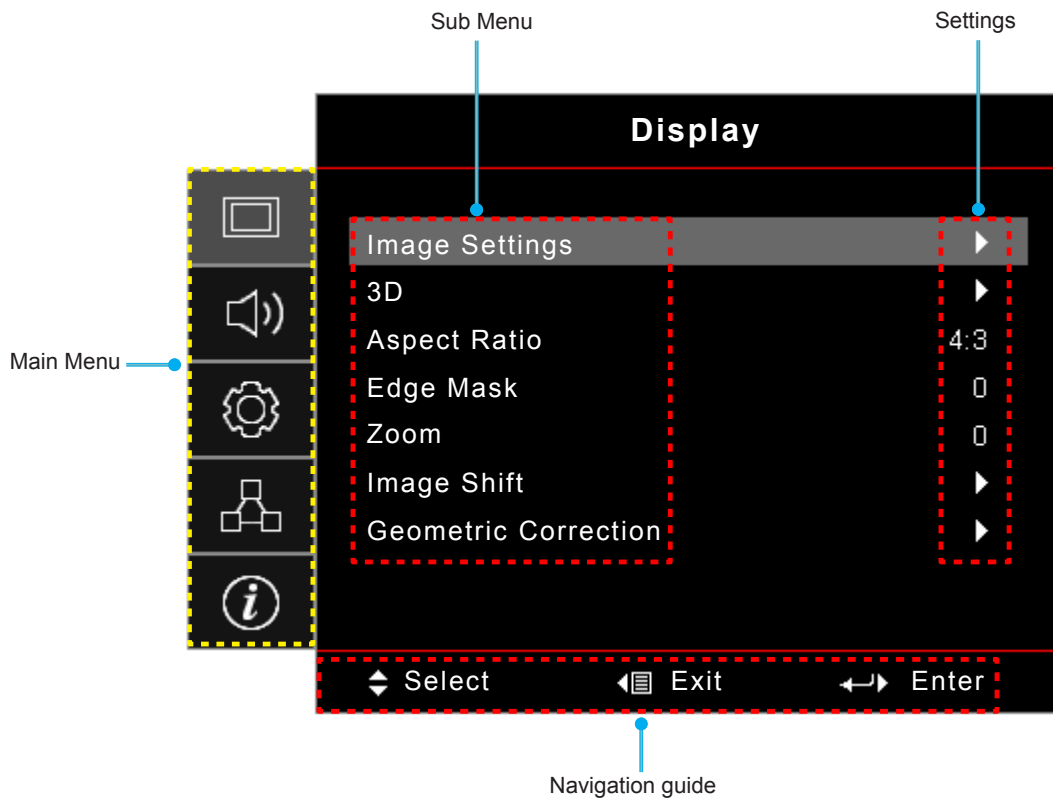 Sub Menu
Settings
Display
Image Settings
3D
Aspect Ratio 4:3
Edge Mask 0
Zoom 0
Image Shift
Geometric Correction
Main Menu
Select Exit Enter
Navigation guide